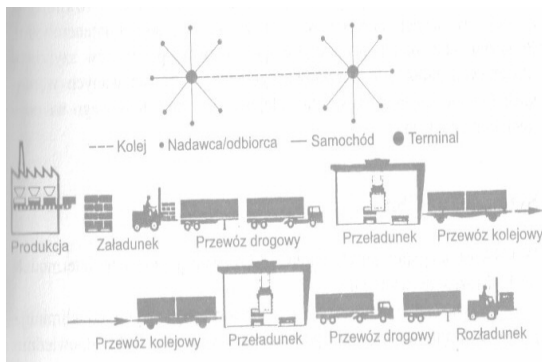 Kolej Nadawca/odbiorca Samochód Terminal
Produkcja Załadunek Przewóz drogowy Przeładunek Przewóz kolejowy
Przewóz kolejowy Przeładunek Przewóz drogowy Rozładunek